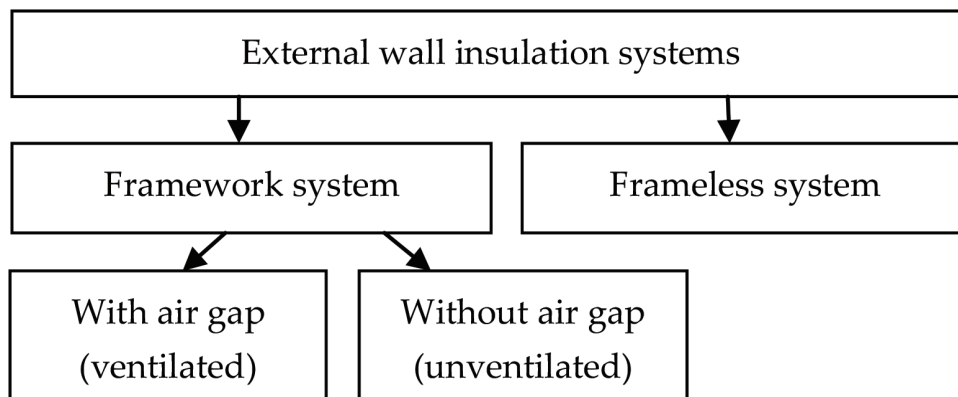 External wall insulation systems
Framework system
Frameless system
With air gap
(ventilated)
Without air gap
(unventilated)